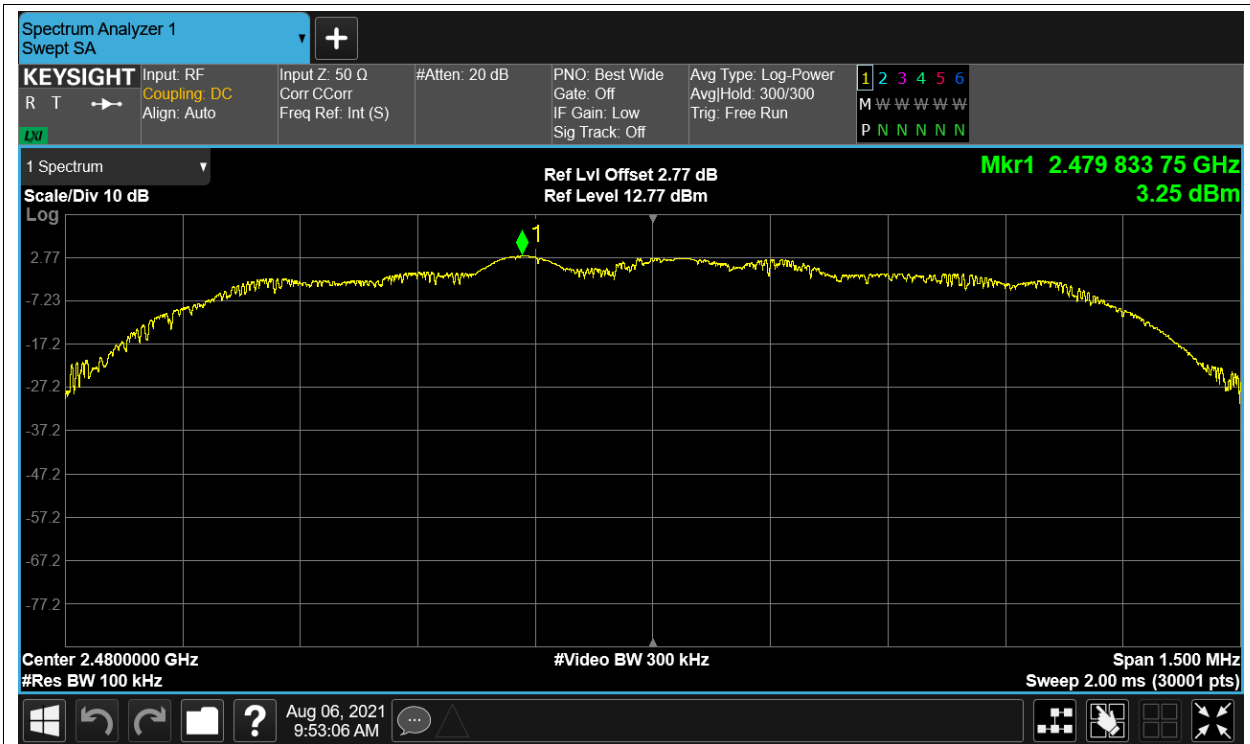 Spectrum Analyzer 1
Swept SA
KEYSIGHT
R T
LXI
Input: RF
Coupling: DC
Align: Auto
Input Z: 50 Ω
Corr CCorr
Freq Ref: Int (S)
#Atten: 20 dB
PNO: Best Wide
Gate: Off
IF Gain: Low
Sig Track: Off
Avg Type: Log-Power
Avg|Hold: 300/300
Trig: Free Run
1 2 3 4 5 6
M W W W W W
P N N N N N
1 Spectrum
Scale/Div 10 dB
Log
Ref Lvl Offset 2.77 dB
Ref Level 12.77 dBm
Mkr1 2.479 833 75 GHz
3.25 dBm
1
2.77
-7.23
-17.2
-27.2
-37.2
-47.2
-57.2
-67.2
-77.2
Center 2.4800000 GHz
#Res BW 100 kHz
#Video BW 300 kHz
Span 1.500 MHz
Sweep 2.00 ms (30001 pts)
?
Aug 06, 2021
9:53:06 AM